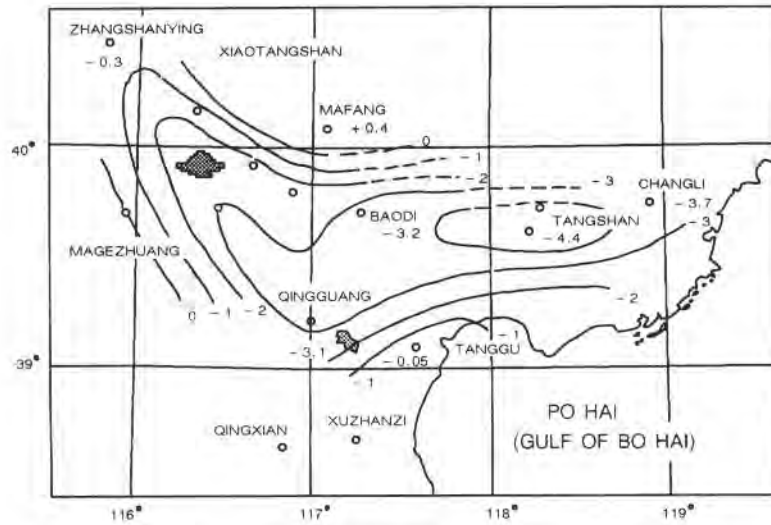 ZHANGSHANYING
-0.3
XIAOTANGSHAN
MAFANG
+0.4
0
-1
-2
40°
-3
CHANGLI
-3.7
-3
BAODI
-3.2
TANGSHAN
-4.4
MAGEZHUANG
QINGGUANG
0
-1
-2
-2
-3.1
-1
-0.05
TANGGU
39°
-1
QINGXIAN
XUZHANZI
PO HAI
(GULF OF BO HAI)
116°
117°
118°
119°